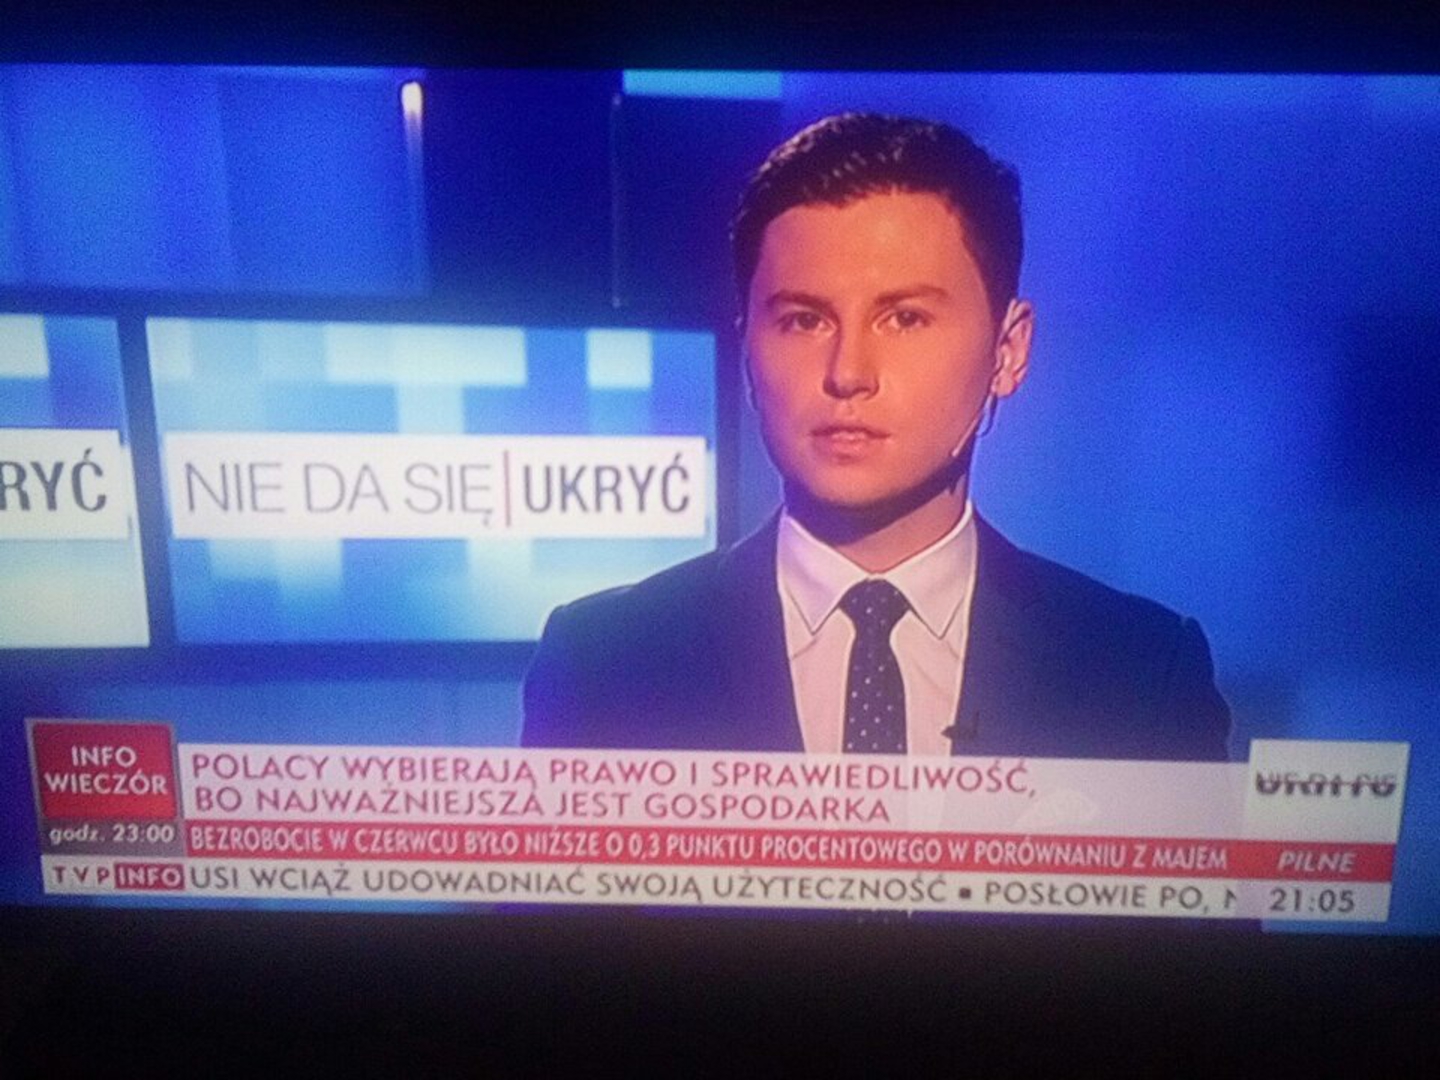 RYĆ
NIE DA SIĘ|UKRYĆ
INFO
WIECZÓR
godz. 23:00
POLACY WYBIERAJĄ PRAWO I SPRAWIEDLIWOŚĆ,
BO NAJWAŻNIEJSZA JEST GOSPODARKA
BEZROBOCIE W CZERWCU BYŁO NIŻSZE O 0,3 PUNKTU PROCENTOWEGO W PORÓWNANIU Z MAJEM
PILNE
TVP INFO
USI WCIĄŻ UDOWADNIAĆ SWOJĄ UŻYTECZNOŚĆ ▪ POSŁOWIE PO,
21:05